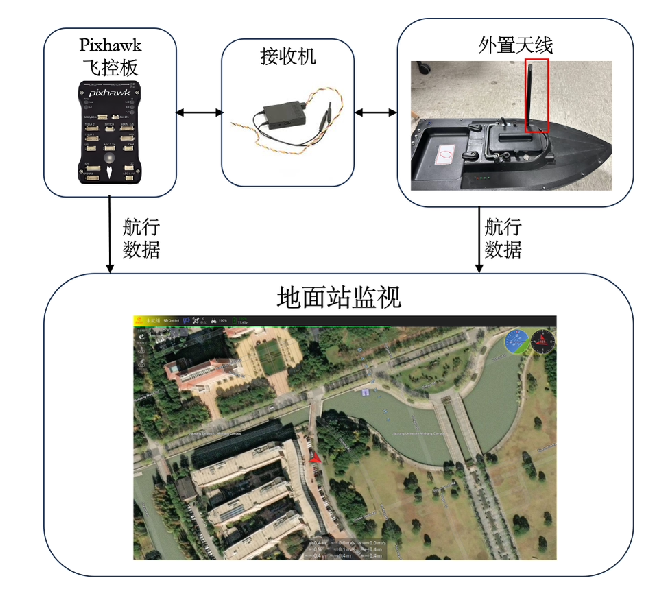 Pixhawk
飞控板
pixhawk
接收机
外置天线
航行
数据
航行
数据
地面站监视